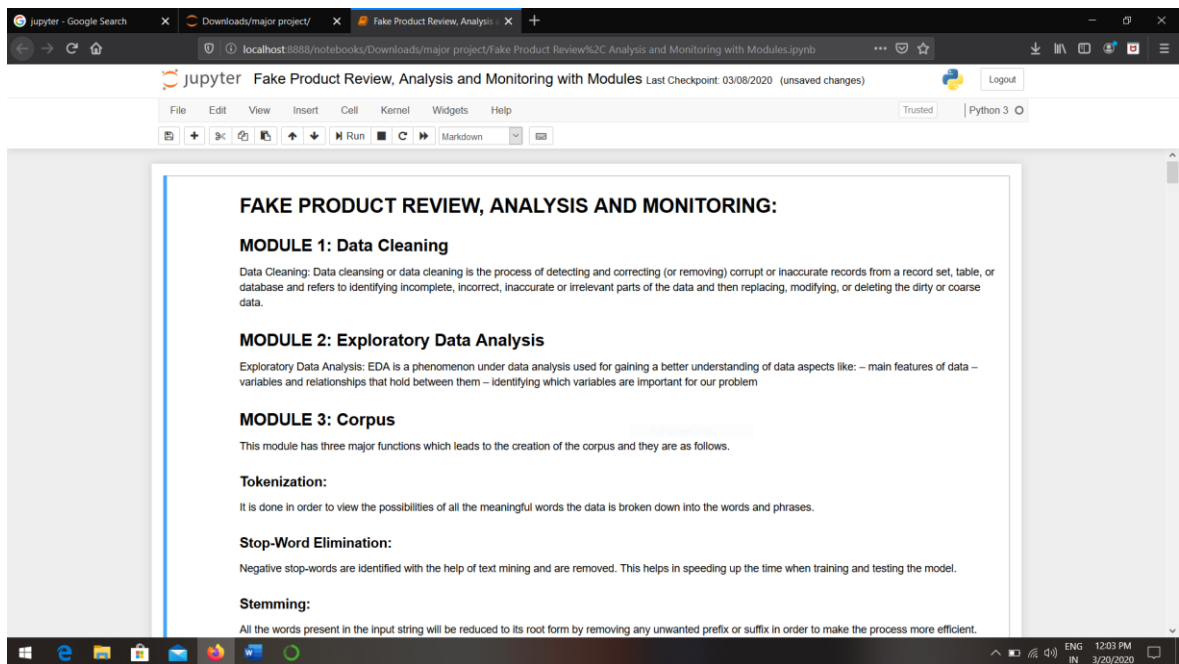 jupyter - Google Search
Downloads/major project/
Fake Product Review, Analysis a
localhost:8888/notebooks/Downloads/major project/Fake Product Review%2C Analysis and Monitoring with Modules.ipynb
jupyter Fake Product Review, Analysis and Monitoring with Modules Last Checkpoint: 03/08/2020 (unsaved changes)
Logout
File Edit View Insert Cell Kernel Widgets Help
Trusted
Python 3
Run
Markdown
FAKE PRODUCT REVIEW, ANALYSIS AND MONITORING:
MODULE 1: Data Cleaning
Data Cleaning: Data cleansing or data cleaning is the process of detecting and correcting (or removing) corrupt or inaccurate records from a record set, table, or
database and refers to identifying incomplete, incorrect, inaccurate or irrelevant parts of the data and then replacing, modifying, or deleting the dirty or coarse
data.
MODULE 2: Exploratory Data Analysis
Exploratory Data Analysis: EDA is a phenomenon under data analysis used for gaining a better understanding of data aspects like: – main features of data –
variables and relationships that hold between them – identifying which variables are important for our problem
MODULE 3: Corpus
This module has three major functions which leads to the creation of the corpus and they are as follows.
Tokenization:
It is done in order to view the possibilities of all the meaningful words the data is broken down into the words and phrases.
Stop-Word Elimination:
Negative stop-words are identified with the help of text mining and are removed. This helps in speeding up the time when training and testing the model.
Stemming:
All the words present in the input string will be reduced to its root form by removing any unwanted prefix or suffix in order to make the process more efficient.
ENG 12:03 PM
IN 3/20/2020